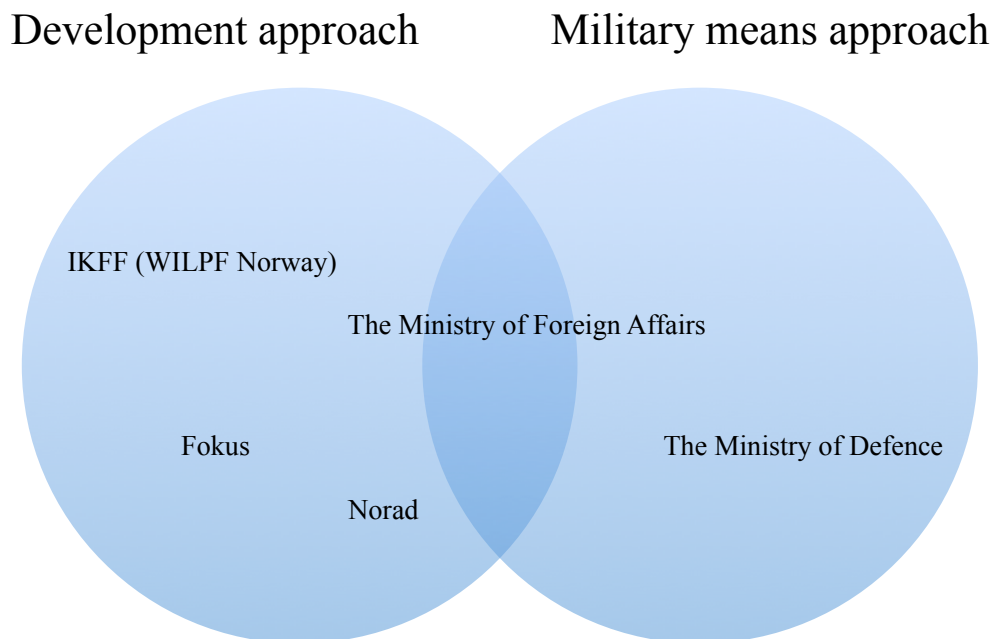 Development approach
Military means approach
IKFF (WILPF Norway)
The Ministry of Foreign Affairs
Fokus
The Ministry of Defence
Norad